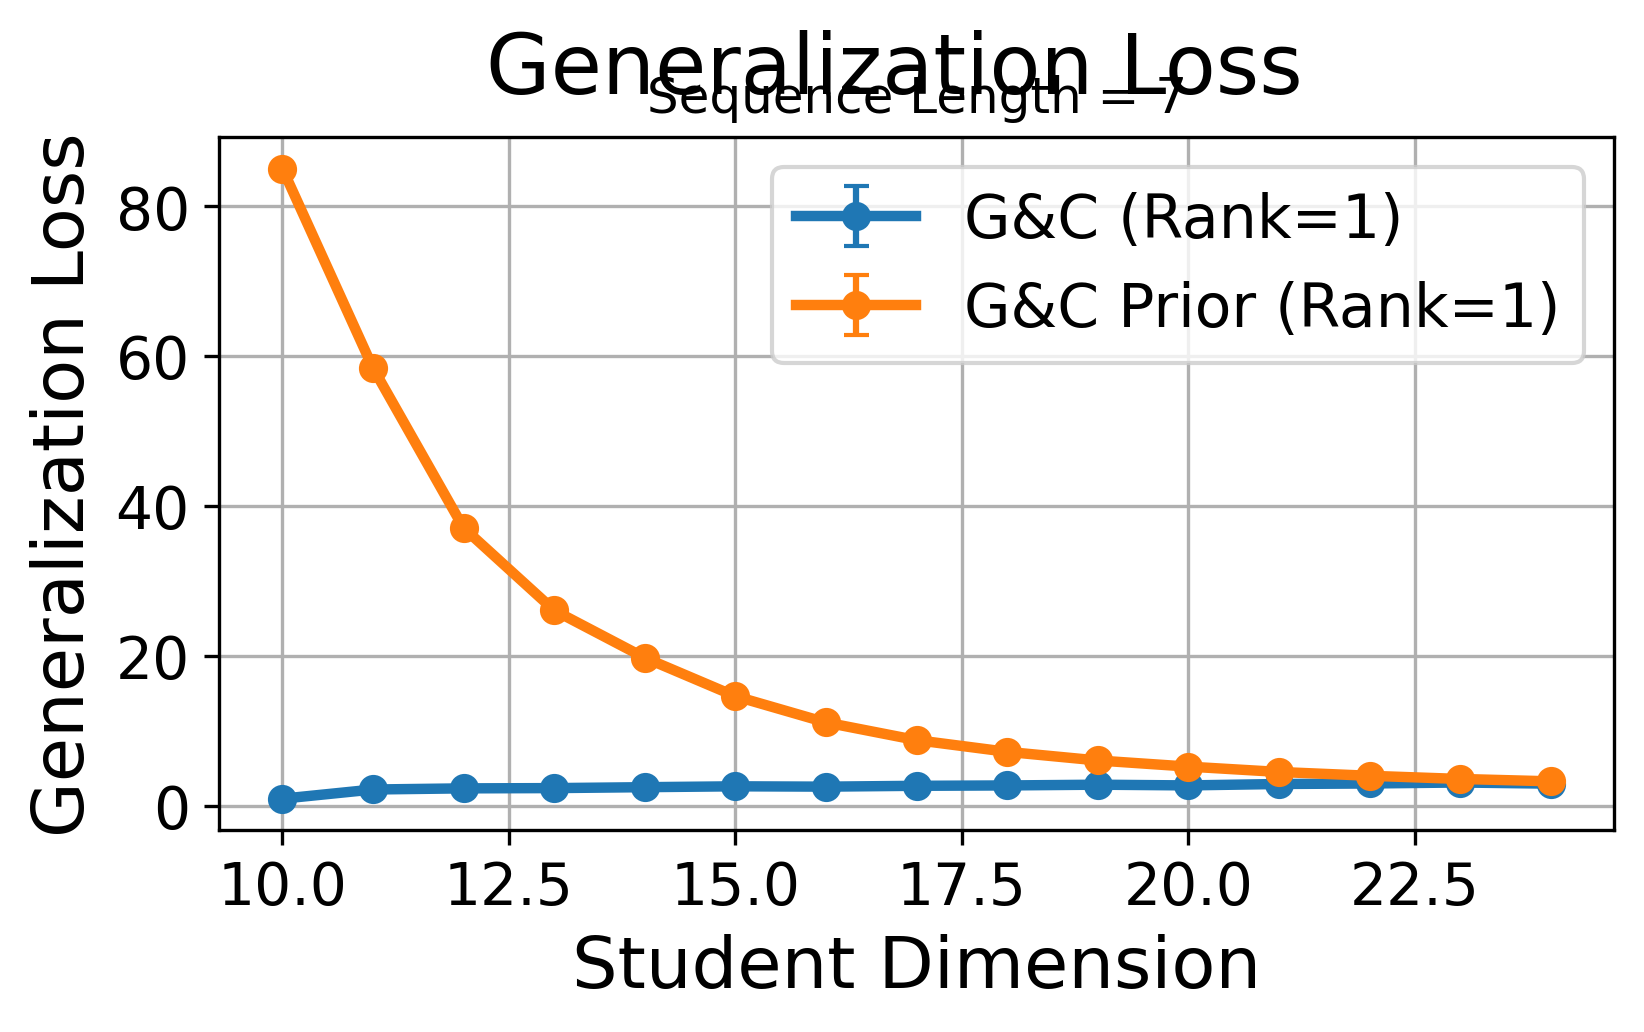 Generalization Loss
Sequence Length = 7
Generalization Loss
80
60
40
20
0
G&C (Rank=1)
G&C Prior (Rank=1)
10.0 12.5 15.0 17.5 20.0 22.5
Student Dimension